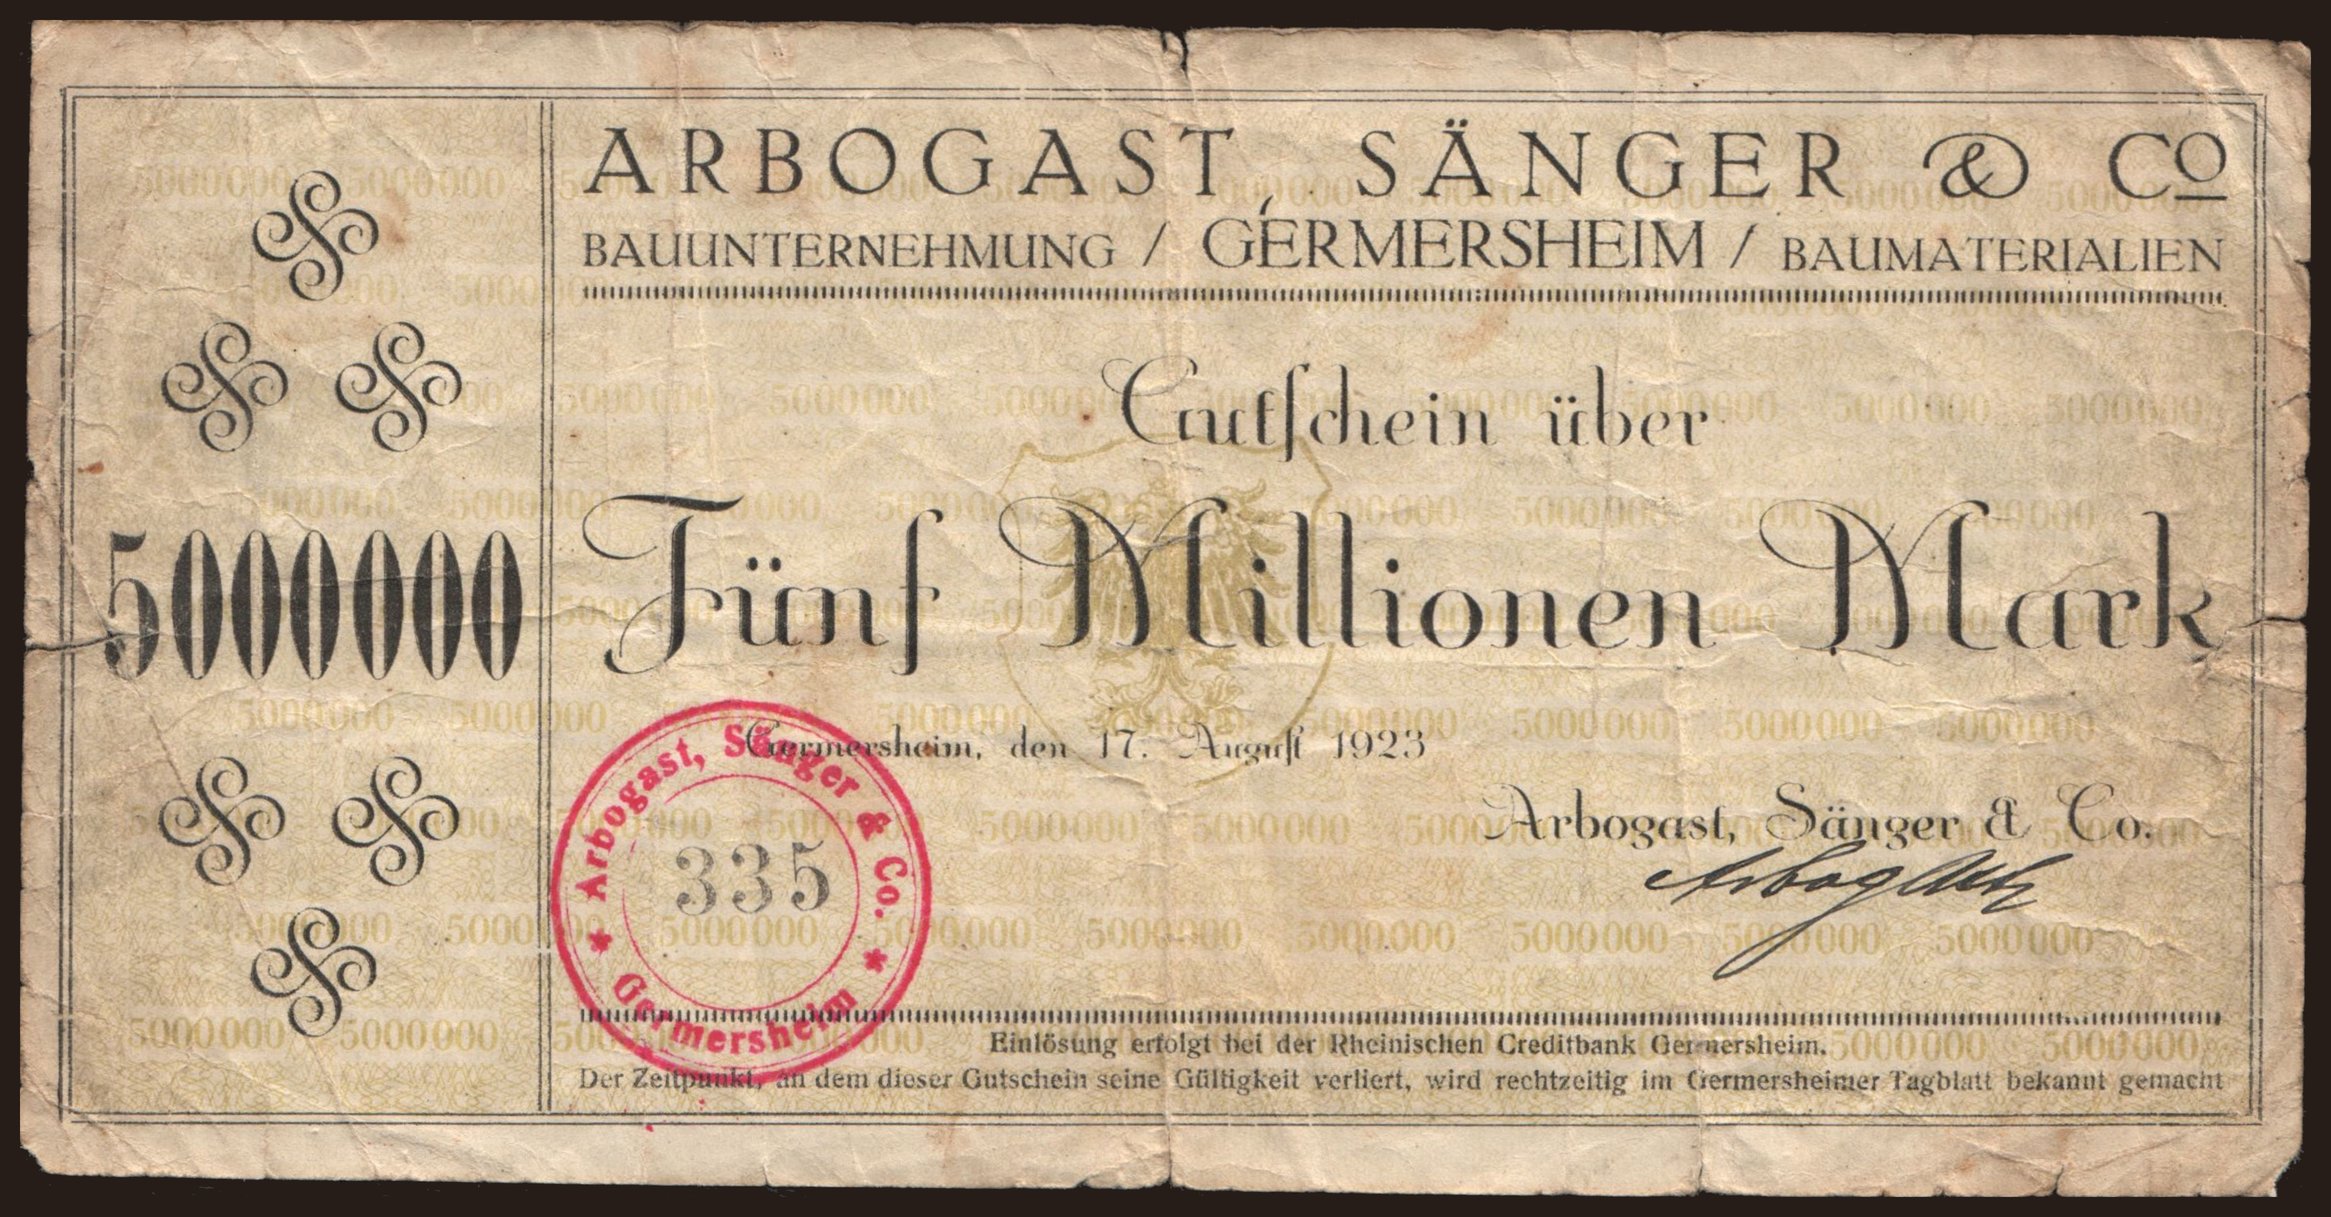 ARBOGAST, SÄNGER & CO
BAUUNTERNEHMUNG / GERMERSHEIM / BAUMATERIALIEN
Gutschein über
5000000
Fünf Millionen Mark
Germersheim, den 17. August 1923
Arbogast, Sänger & Co.
Arbogast, Sänger & Co.
335
* Germersheim *
Einlösung erfolgt bei der Rheinischen Creditbank Germersheim.
Der Zeitpunkt, an dem dieser Gutschein seine Gültigkeit verliert, wird rechtzeitig im Germersheimer Tagblatt bekannt gemacht